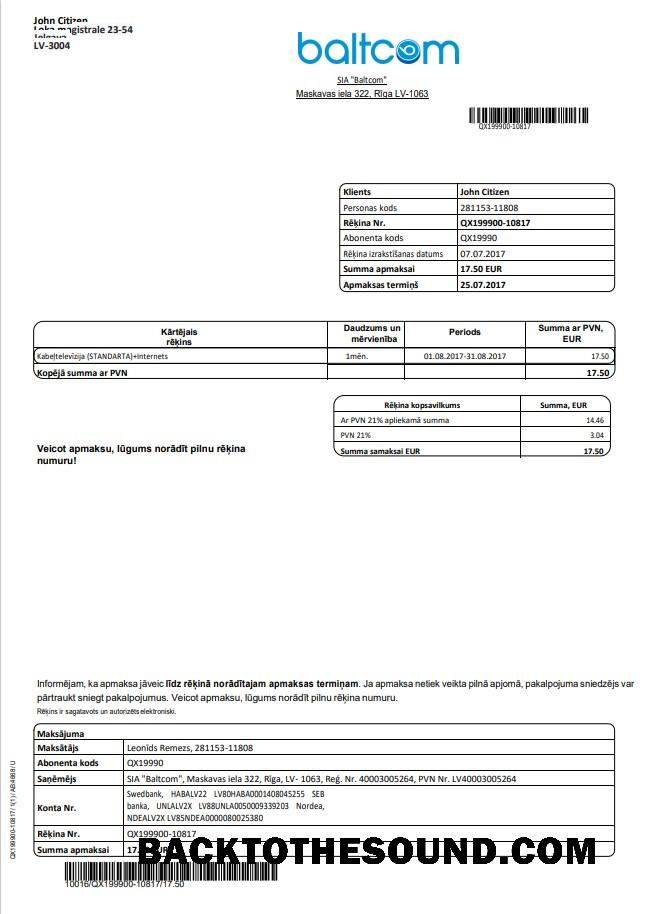 John Citizen
Loka magistrale 23-54
Jelgava
LV-3004
baltcom
SIA "Baltcom"
Maskavas iela 322, Rīga LV-1063
QX199900-10817
Klients John Citizen
Personas kods 281153-11808
Rēķina Nr. QX199900-10817
Abonenta kods QX19990
Rēķina izrakstīšanas datums 07.07.2017
Summa apmaksai 17.50 EUR
Apmaksas termiņš 25.07.2017
Kārtējais rēķins Daudzums un mērvienība Periods Summa ar PVN, EUR
Kabeļtelevīzija (STANDARTA)+Internets 1mēn. 01.08.2017-31.08.2017 17.50
Kopējā summa ar PVN 17.50
Rēķina kopsavilkums Summa, EUR
Ar PVN 21% apliekamā summa 14.46
PVN 21% 3.04
Summa samaksai EUR 17.50
Veicot apmaksu, lūgums norādīt pilnu rēķina
numuru!
Informējam, ka apmaksa jāveic līdz rēķinā norādītajam apmaksas termiņam. Ja apmaksa netiek veikta pilnā apjomā, pakalpojuma sniedzējs var
pārtraukt sniegt pakalpojumus. Veicot apmaksu, lūgums norādīt pilnu rēķina numuru.
Rēķins ir sagatavots un autorizēts elektroniski.
Maksājuma
Maksātājs Leonīds Remezs, 281153-11808
Abonenta kods QX19990
Saņēmējs SIA "Baltcom", Maskavas iela 322, Rīga, LV- 1063, Reģ. Nr. 40003005264, PVN Nr. LV40003005264
Konta Nr. Swedbank, HABALV22 LV80HABA0001408045255 SEB
banka, UNLALV2X LV88UNLA0050009339203 Nordea,
NDEALV2X LV85NDEA0000080025380
Rēķina Nr. QX199900-10817
Summa apmaksai 17.
BACKTOTHESOUND.COM
10016/QX199900-10817/17.50
QX199900-10817/ 1(1) / AB4668/ U